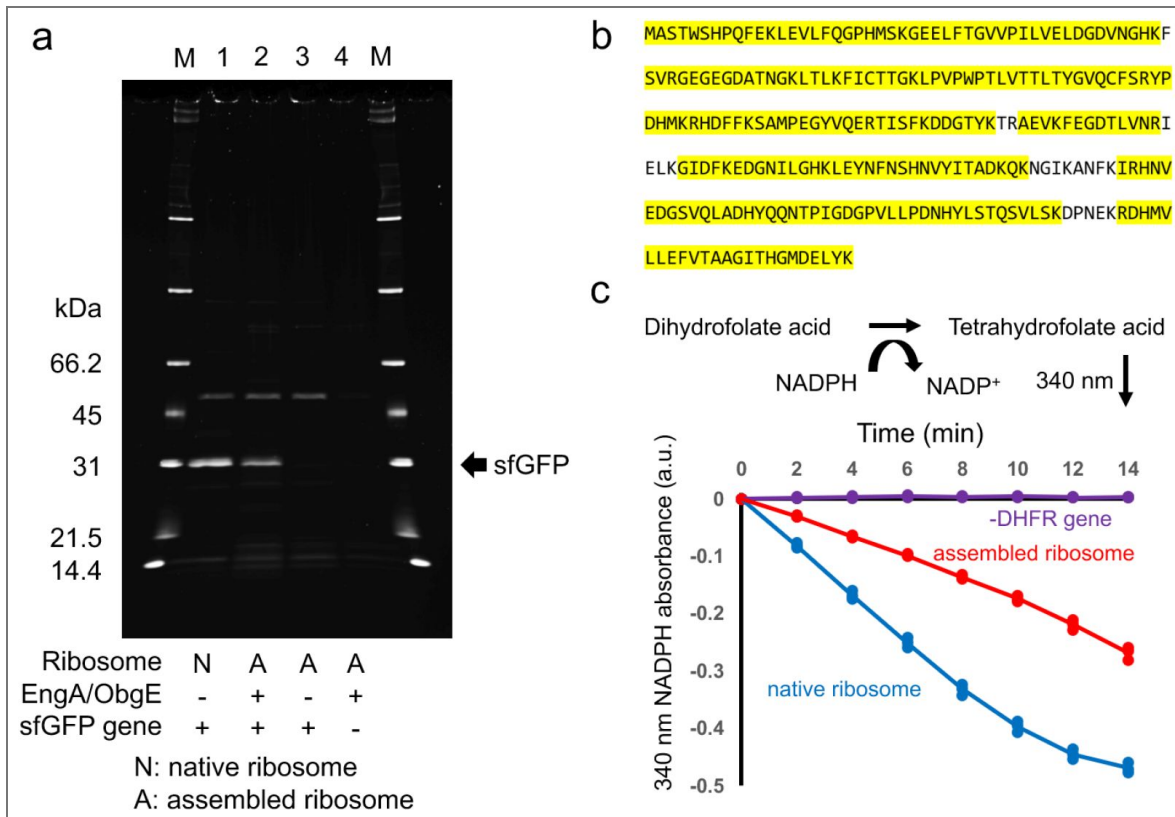 a
M 1 2 3 4 M
kDa
66.2
45
31
21.5
14.4
sfGFP
Ribosome N A A A
EngA/ObgE - + - +
sfGFP gene + + + -
N: native ribosome
A: assembled ribosome
b
MASTWSHPQFEKLEVLFQGPHMSKGEELFTGVVPILVELDGDVNGHKF
SVRGEGEGDATNGKLTLKFICTTGKLPVPWPTLVTTLTYGVQCFSRYP
DHMKRHDFFKSAMPEGYVQERTISFKDDGTYKTRAEVKFEGDTLVNRI
ELKGIDFKEDGNILGHKLEYNFNSHNVYITADKQKNGIKANFKIRHNV
EDGSVQLADHYQQNTPIGDGPVLLPDNHYLSTQSVLSKDPNEKRDHMV
LLEFVTAAGITHGMDELYK
c
Dihydrofolate acid Tetrahydrofolate acid
NADPH NADP⁺ 340 nm
Time (min)
0 2 4 6 8 10 12 14
340 nm NADPH absorbance (a.u.)
0
-0.1
-0.2
-0.3
-0.4
-0.5
-DHFR gene
assembled ribosome
native ribosome